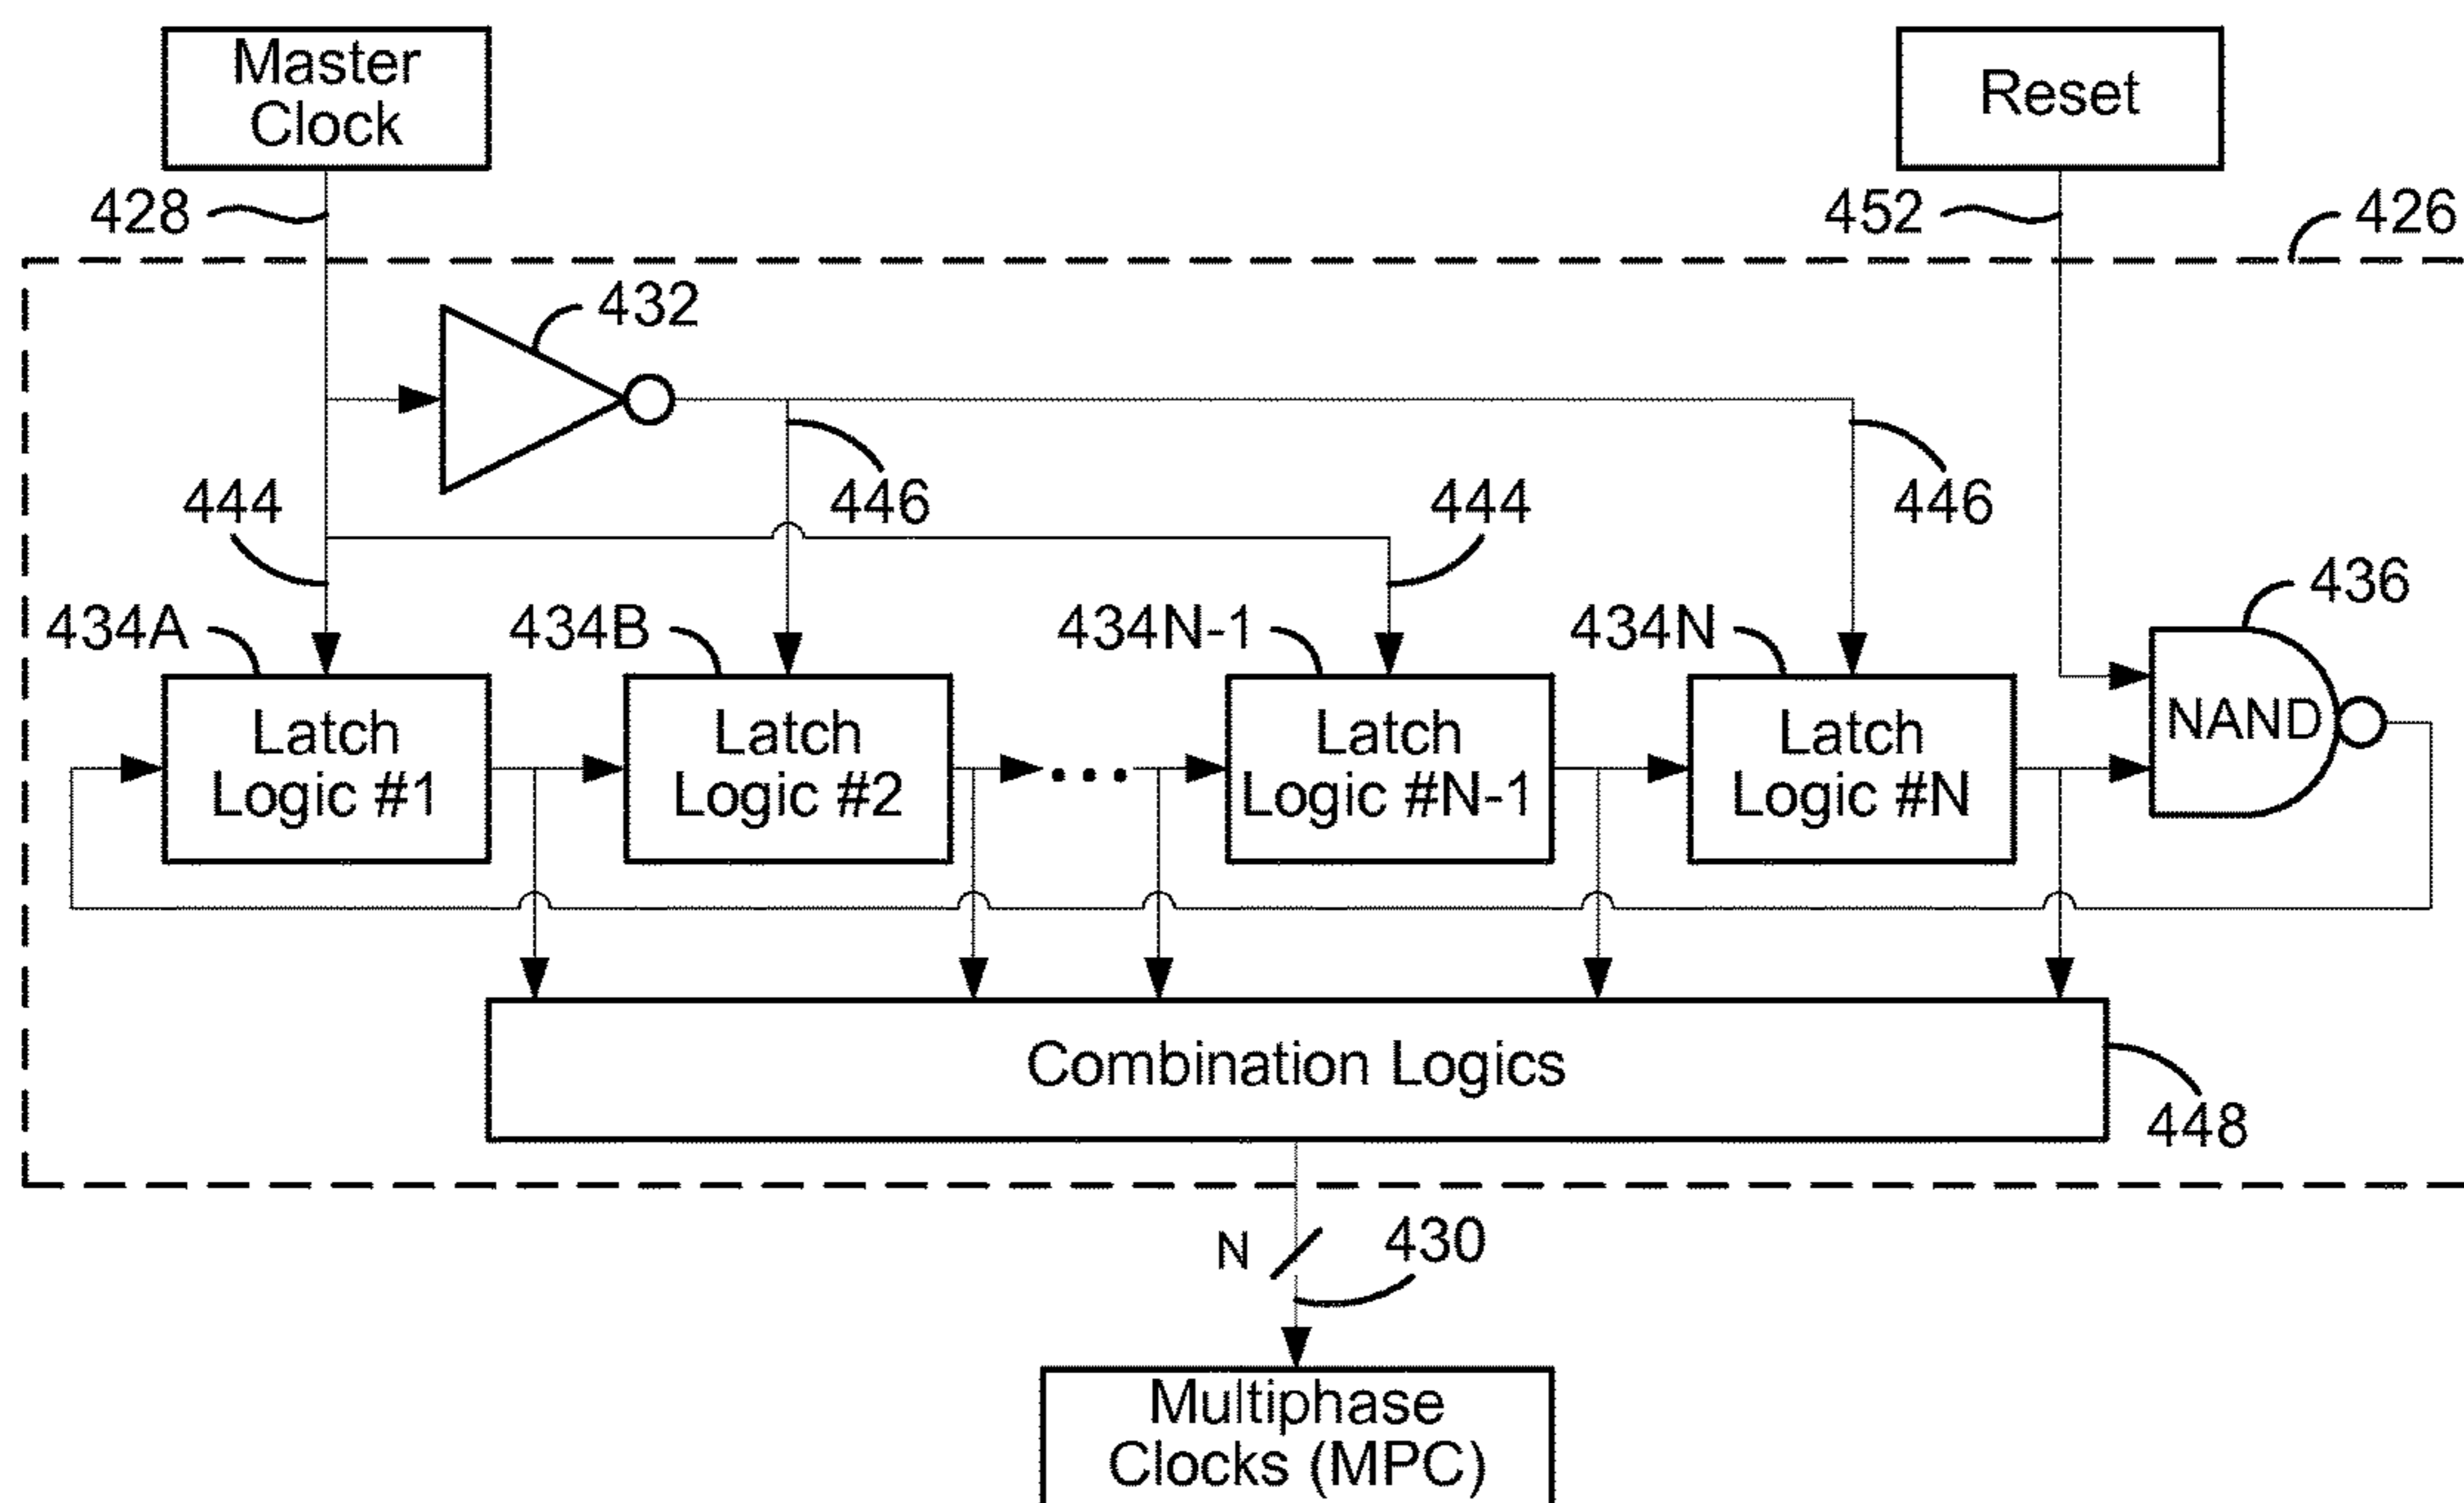 Master
Clock
Reset
428
452
426
432
444
446
444
446
436
434A
434B
434N-1
434N
Latch
Logic #1
Latch
Logic #2
...
Latch
Logic #N-1
Latch
Logic #N
NAND
Combination Logics
448
N
430
Multiphase
Clocks (MPC)